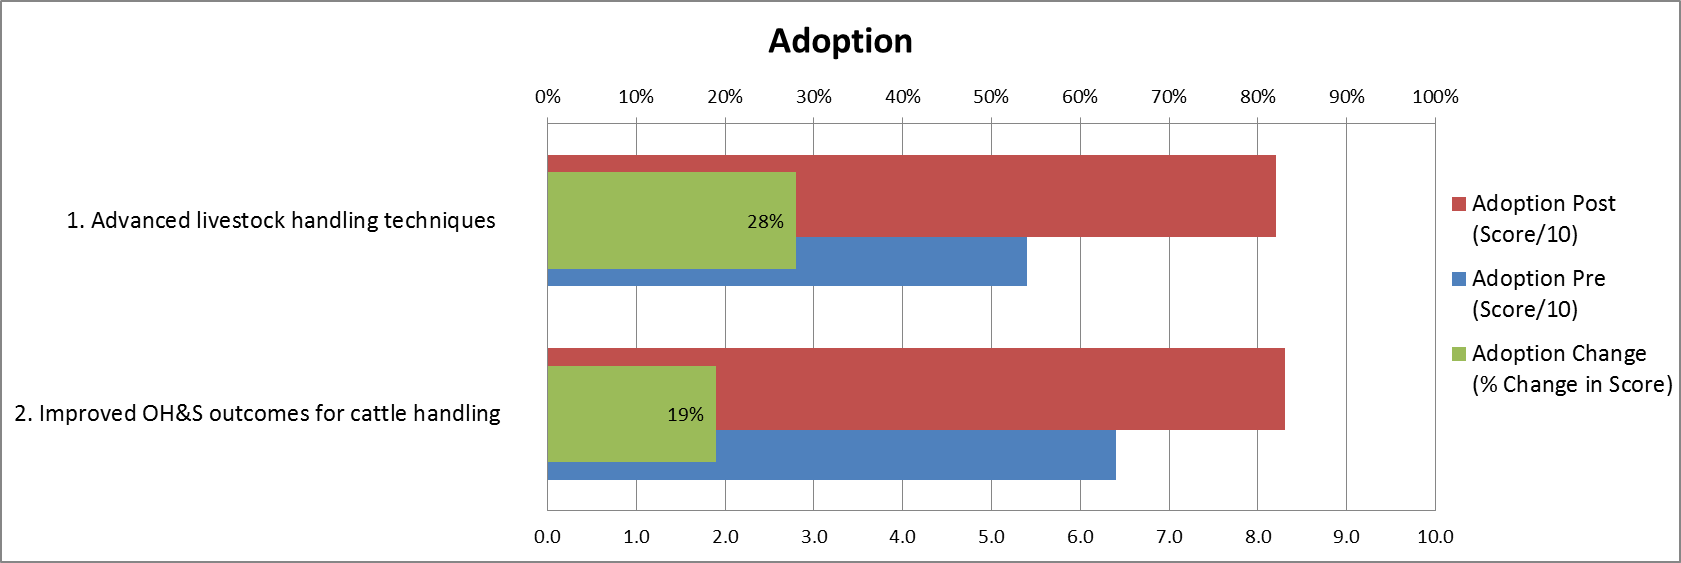 Adoption
0% 10% 20% 30% 40% 50% 60% 70% 80% 90% 100%
1. Advanced livestock handling techniques
28%
2. Improved OH&S outcomes for cattle handling
19%
0.0 1.0 2.0 3.0 4.0 5.0 6.0 7.0 8.0 9.0 10.0
Adoption Post
(Score/10)
Adoption Pre
(Score/10)
Adoption Change
(% Change in Score)